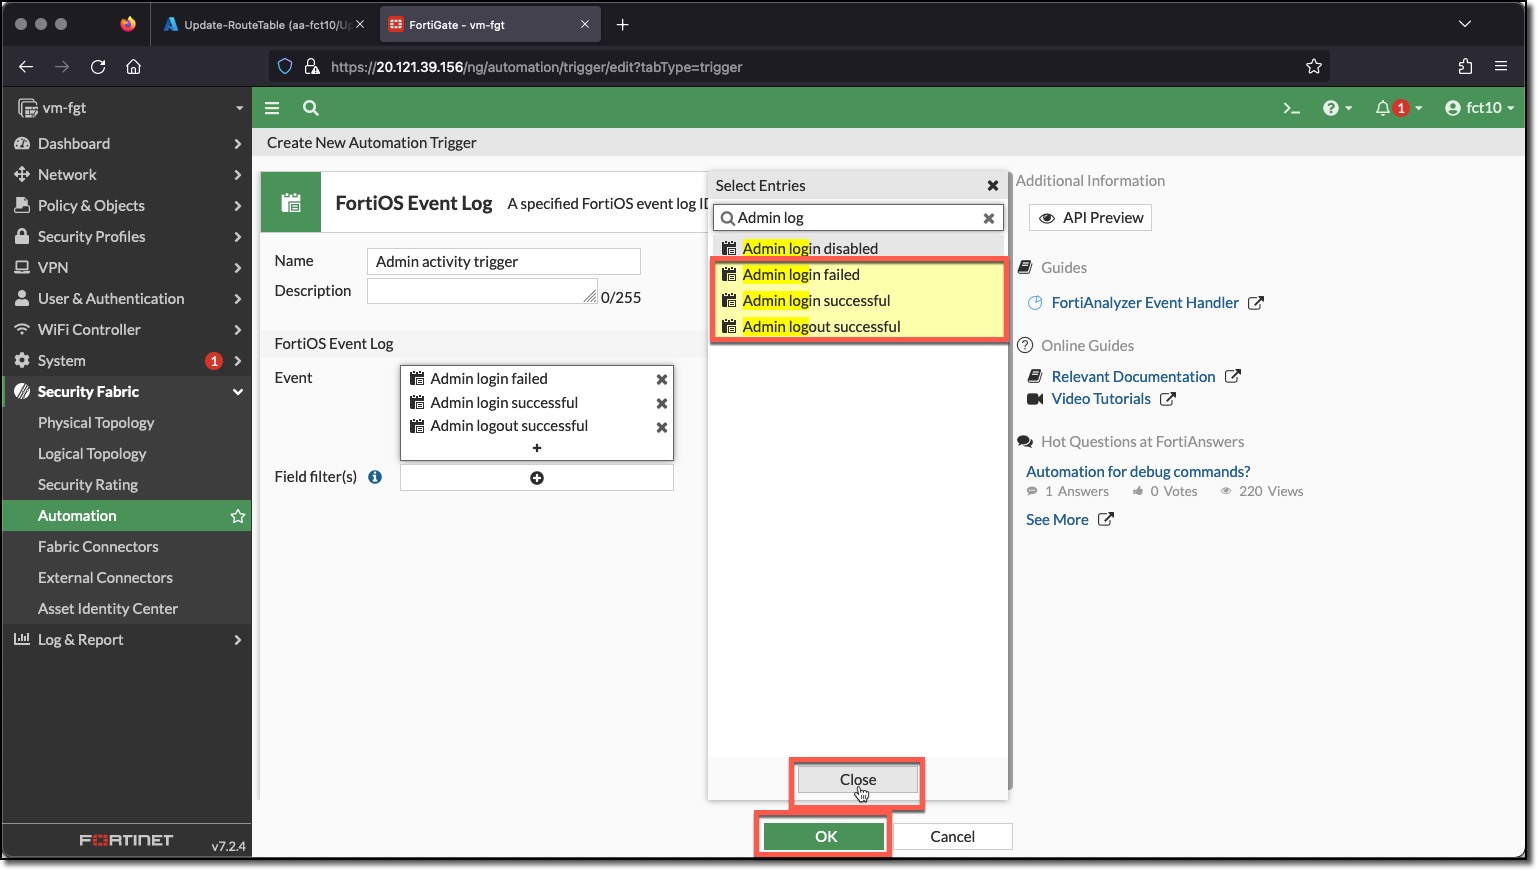 Update-RouteTable (aa-fct10/U
FortiGate - vm-fgt
https://20.121.39.156/ng/automation/trigger/edit?tabType=trigger
vm-fgt
1
fct10
Dashboard
Network
Policy & Objects
Security Profiles
VPN
User & Authentication
WiFi Controller
System 1
Security Fabric
Physical Topology
Logical Topology
Security Rating
Automation
Fabric Connectors
External Connectors
Asset Identity Center
Log & Report
FORTINET
v7.2.4
Create New Automation Trigger
FortiOS Event Log A specified FortiOS event log ID
Name Admin activity trigger
Description 0/255
FortiOS Event Log
Event
Admin login failed
Admin login successful
Admin logout successful
+
Field filter(s)
Select Entries
Admin log
Admin login disabled
Admin login failed
Admin login successful
Admin logout successful
Close
OK
Cancel
Additional Information
API Preview
Guides
FortiAnalyzer Event Handler
Online Guides
Relevant Documentation
Video Tutorials
Hot Questions at FortiAnswers
Automation for debug commands?
1 Answers 0 Votes 220 Views
See More